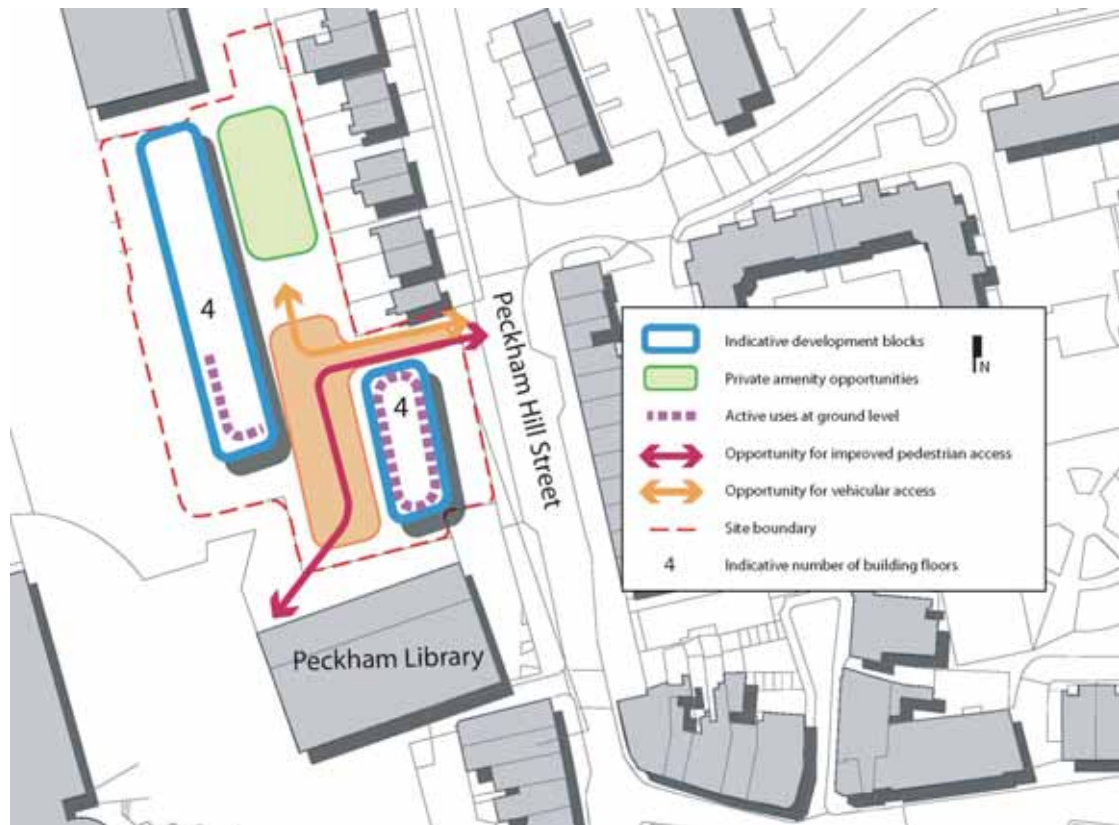 4
4
Peckham Hill Street
Peckham Library
Indicative development blocks
Private amenity opportunities
Active uses at ground level
Opportunity for improved pedestrian access
Opportunity for vehicular access
Site boundary
4 Indicative number of building floors
N